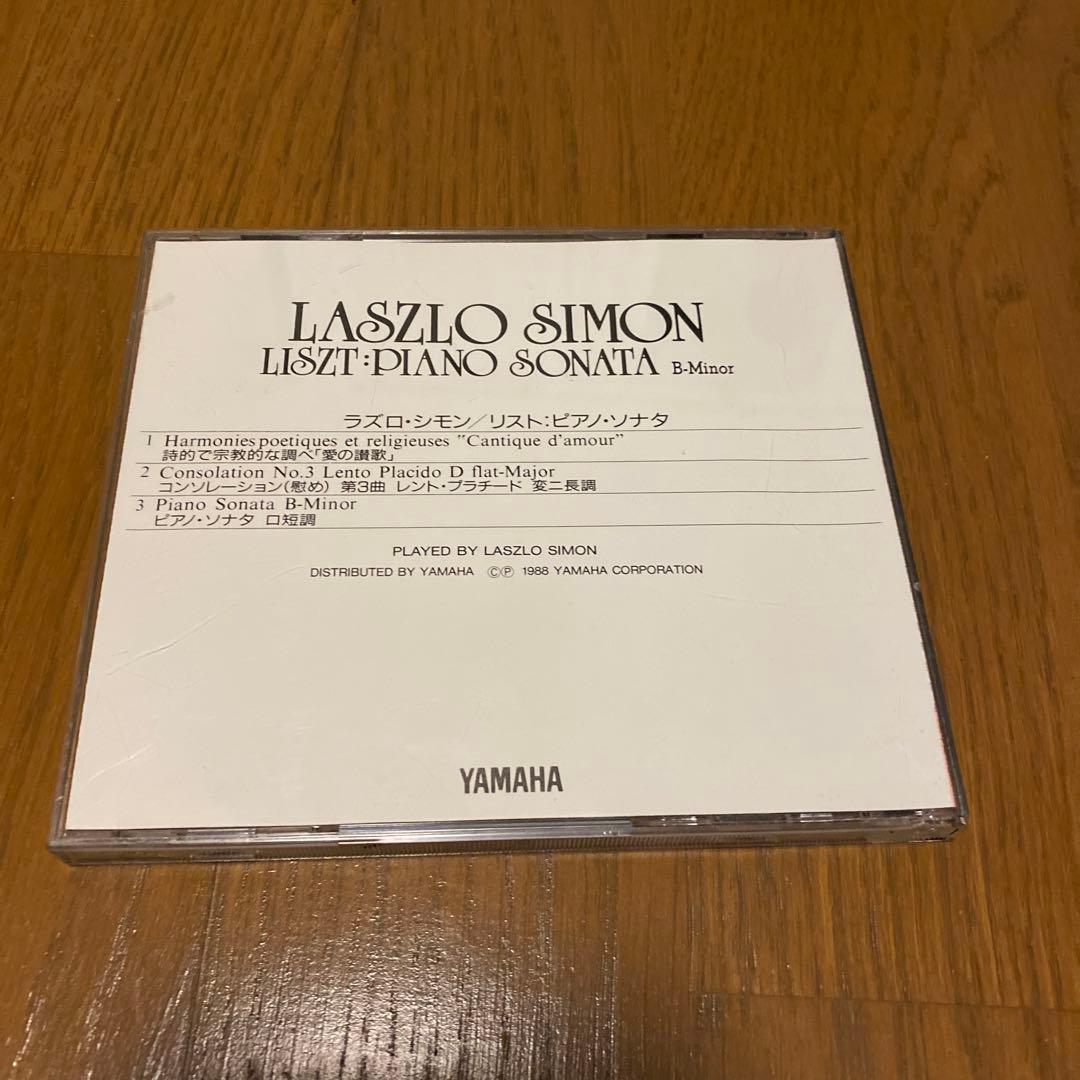 LASZLO SIMON
LISZT:PIANO SONATA B-Minor
ラズロ・シモン/リスト:ピアノ・ソナタ
1 Harmonies poetiques et religieuses "Cantique d'amour"
詩的で宗教的な調べ「愛の讃歌」
2 Consolation No.3 Lento Placido D flat-Major
コンソレーション(慰め) 第3曲 レント・プラチード 変ニ長調
3 Piano Sonata B-Minor
ピアノ・ソナタ ロ短調
PLAYED BY LASZLO SIMON
DISTRIBUTED BY YAMAHA ©℗ 1988 YAMAHA CORPORATION
YAMAHA